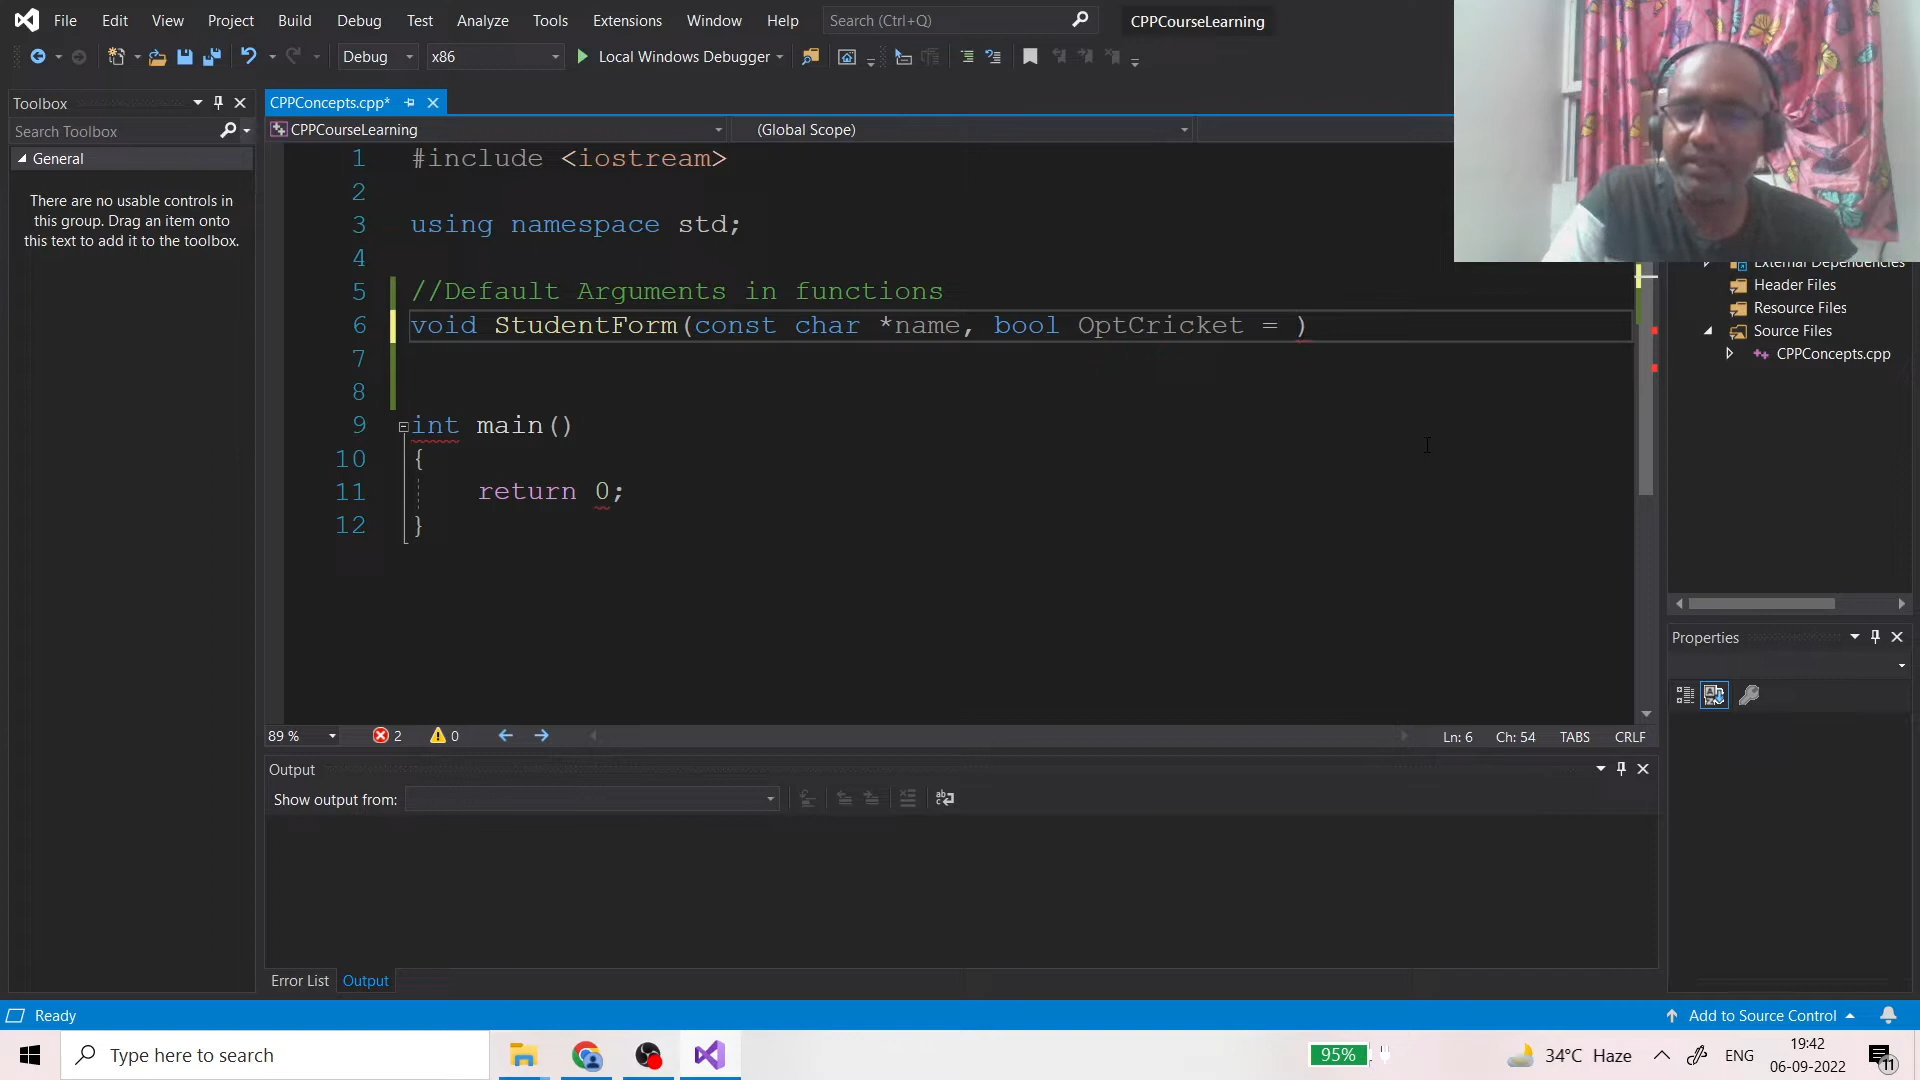 File Edit View Project Build Debug Test Analyze Tools Extensions Window Help Search (Ctrl+Q) CPPCourseLearning
Debug x86 Local Windows Debugger
Toolbox
Search Toolbox
General
There are no usable controls in
this group. Drag an item onto
this text to add it to the toolbox.
CPPConcepts.cpp*
CPPCourseLearning (Global Scope)
1 #include <iostream>
2
3 using namespace std;
4
5 //Default Arguments in functions
6 void StudentForm(const char *name, bool OptCricket = )
7
8
9 int main()
10 {
11 return 0;
12 }
89 % 2 0 Ln: 6 Ch: 54 TABS CRLF
External Dependencies
Header Files
Resource Files
Source Files
CPPConcepts.cpp
Properties
Output
Show output from:
Error List Output
Ready Add to Source Control
Type here to search 95% 34°C Haze ENG 19:42
06-09-2022 11